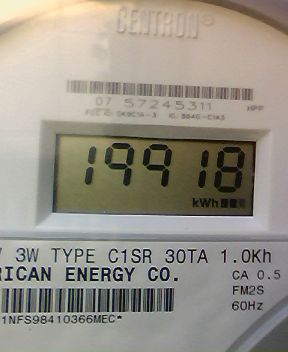 CENTRON®
07 57245311
19918
kWh
3W TYPE C1SR 30TA 1.0Kh
RICAN ENERGY CO. CA 0.5
FM2S
60Hz
1NFS98410366MEC*